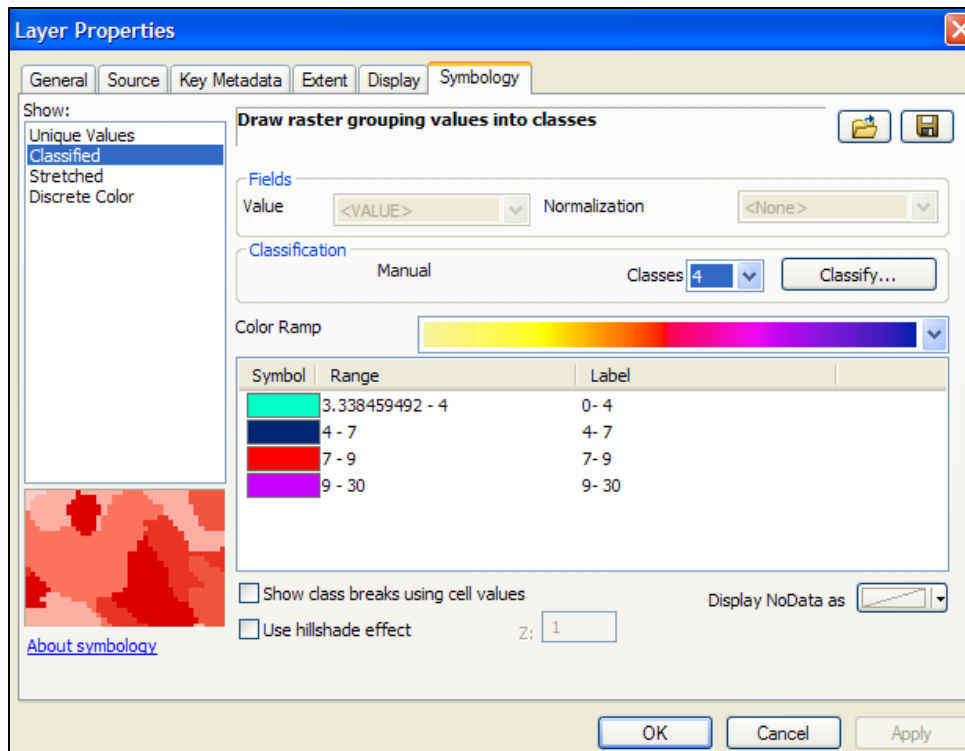 Layer Properties
General Source Key Metadata Extent Display Symbology
Show:
Unique Values
Classified
Stretched
Discrete Color
Draw raster grouping values into classes
Fields
Value <VALUE> Normalization <None>
Classification
Manual Classes 4 Classify...
Color Ramp
Symbol Range Label
3.338459492 - 4 0- 4
4 - 7 4- 7
7 - 9 7- 9
9 - 30 9- 30
Show class breaks using cell values Display NoData as
Use hillshade effect Z: 1
About symbology
OK Cancel Apply